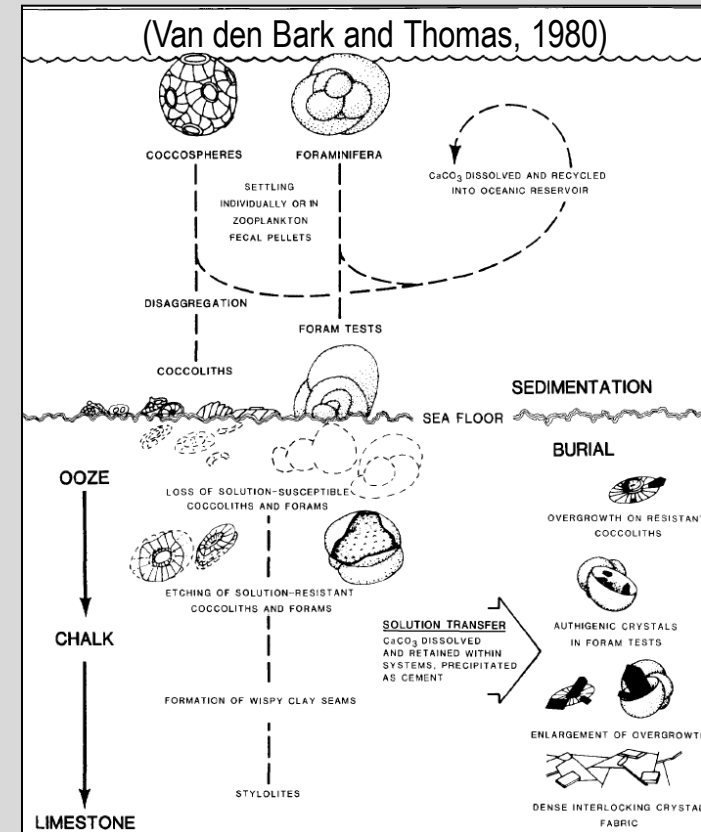 (Van den Bark and Thomas, 1980)
COCCOSPHERES
FORAMINIFERA
SETTLING
INDIVIDUALLY OR IN
ZOOPLANKTON
FECAL PELLETS
CaCO3 DISSOLVED AND RECYCLED
INTO OCEANIC RESERVOIR
DISAGGREGATION
FORAM TESTS
COCCOLITHS
SEDIMENTATION
SEA FLOOR
BURIAL
OOZE
LOSS OF SOLUTION-SUSCEPTIBLE
COCCOLITHS AND FORAMS
OVERGROWTH ON RESISTANT
COCCOLITHS
ETCHING OF SOLUTION-RESISTANT
COCCOLITHS AND FORAMS
CHALK
SOLUTION TRANSFER
CaCO3 DISSOLVED
AND RETAINED WITHIN
SYSTEMS, PRECIPITATED
AS CEMENT
AUTHIGENIC CRYSTALS
IN FORAM TESTS
FORMATION OF WISPY CLAY SEAMS
ENLARGEMENT OF OVERGROWTH
STYLOLITES
DENSE INTERLOCKING CRYSTAL
FABRIC
LIMESTONE